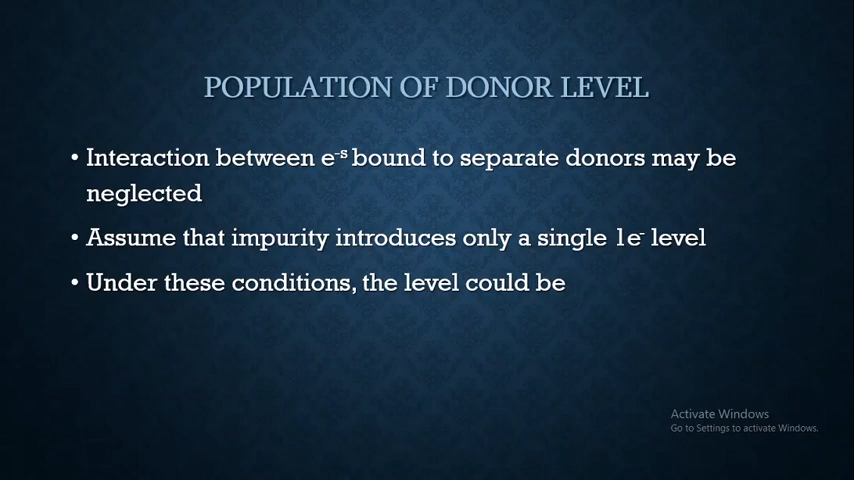 POPULATION OF DONOR LEVEL
• Interaction between e⁻ˢ bound to separate donors may be
neglected
• Assume that impurity introduces only a single 1e⁻ level
• Under these conditions, the level could be
Activate Windows
Go to Settings to activate Windows.